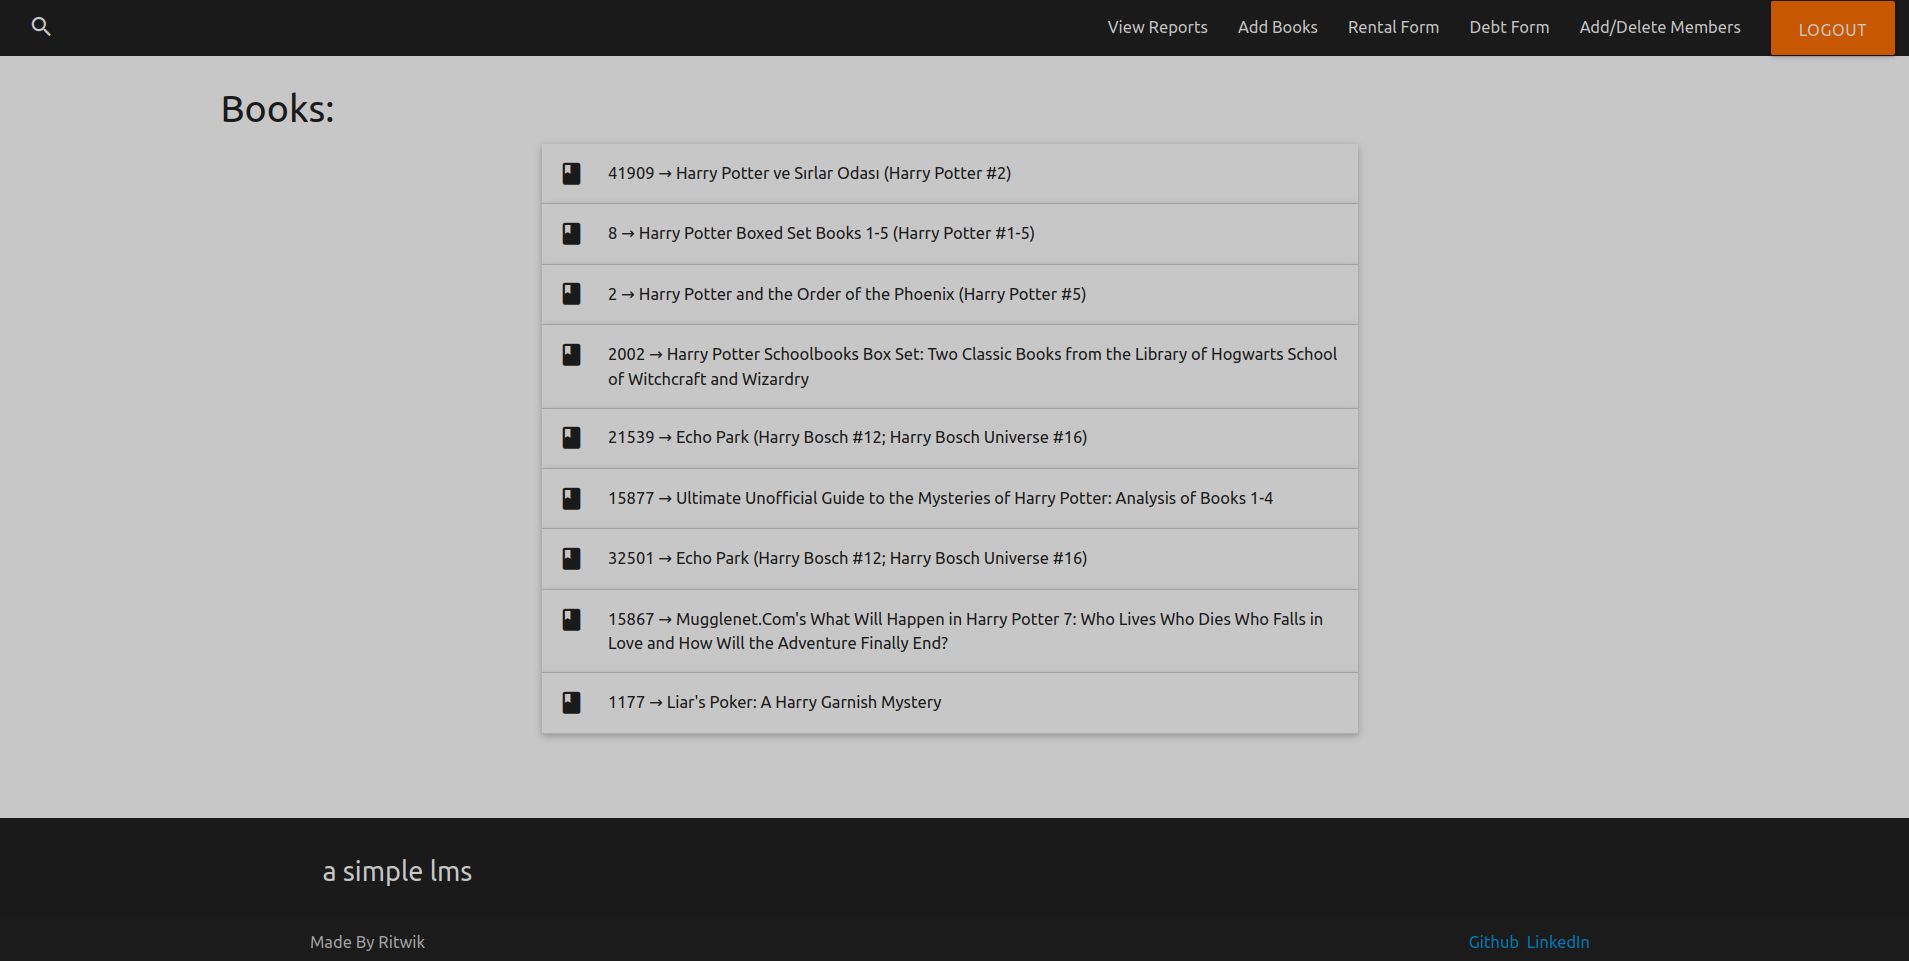 View Reports Add Books Rental Form Debt Form Add/Delete Members LOGOUT
Books:
41909 → Harry Potter ve Sırlar Odası (Harry Potter #2)
8 → Harry Potter Boxed Set Books 1-5 (Harry Potter #1-5)
2 → Harry Potter and the Order of the Phoenix (Harry Potter #5)
2002 → Harry Potter Schoolbooks Box Set: Two Classic Books from the Library of Hogwarts School
of Witchcraft and Wizardry
21539 → Echo Park (Harry Bosch #12; Harry Bosch Universe #16)
15877 → Ultimate Unofficial Guide to the Mysteries of Harry Potter: Analysis of Books 1-4
32501 → Echo Park (Harry Bosch #12; Harry Bosch Universe #16)
15867 → Mugglenet.Com's What Will Happen in Harry Potter 7: Who Lives Who Dies Who Falls in
Love and How Will the Adventure Finally End?
1177 → Liar's Poker: A Harry Garnish Mystery
a simple lms
Made By Ritwik Github LinkedIn